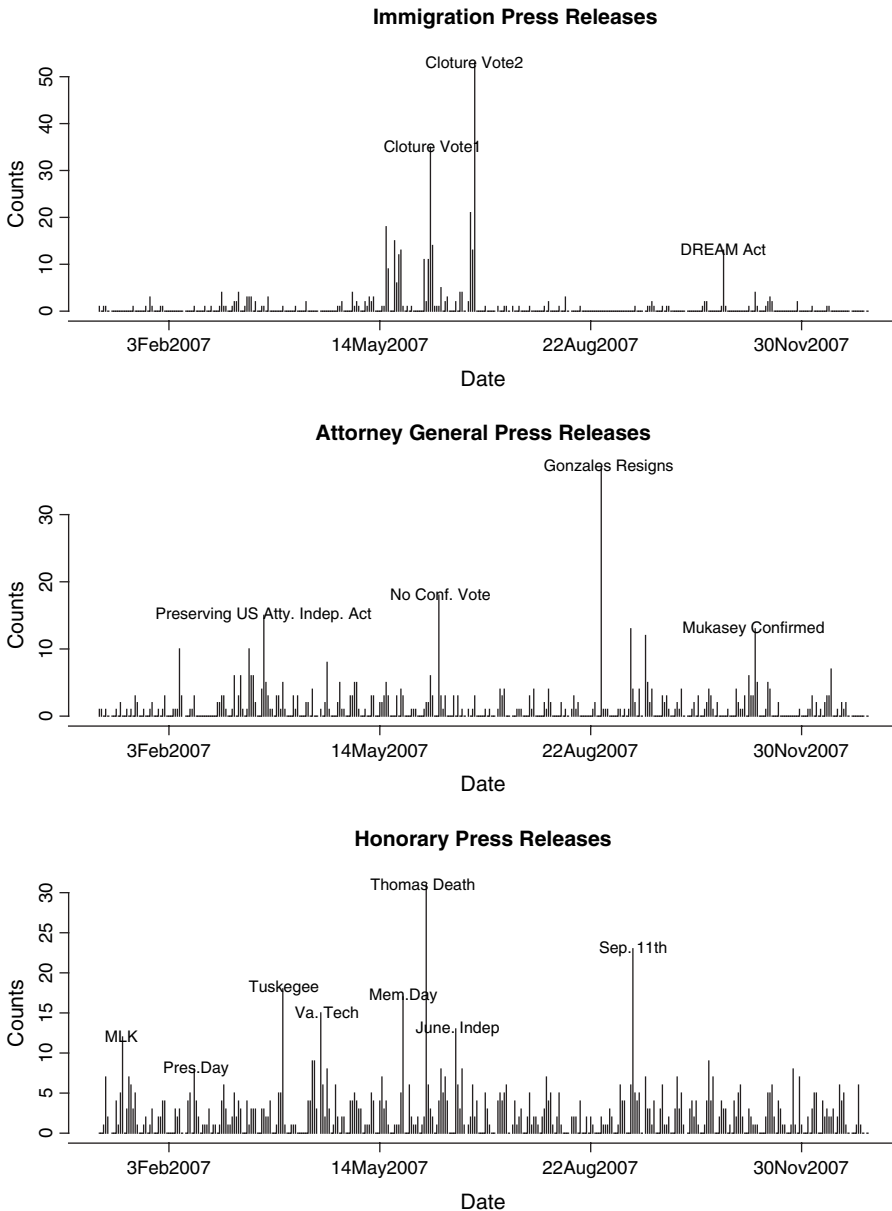 Immigration Press Releases
Cloture Vote2
Cloture Vote1
DREAM Act
Counts
50
40
30
20
10
0
3Feb2007 14May2007 22Aug2007 30Nov2007
Date
Attorney General Press Releases
Gonzales Resigns
No Conf. Vote
Preserving US Atty. Indep. Act
Mukasey Confirmed
Counts
30
20
10
0
3Feb2007 14May2007 22Aug2007 30Nov2007
Date
Honorary Press Releases
Thomas Death
Sep. 11th
Tuskegee
Mem.Day
Va. Tech
June. Indep
MLK
Pres.Day
Counts
30
25
20
15
10
5
0
3Feb2007 14May2007 22Aug2007 30Nov2007
Date